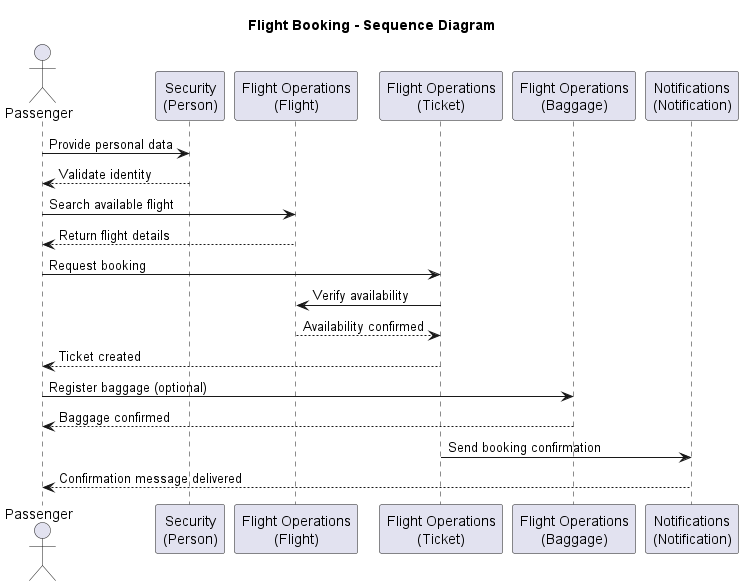 Flight Booking - Sequence Diagram
Passenger
Security
(Person)
Flight Operations
(Flight)
Flight Operations
(Ticket)
Flight Operations
(Baggage)
Notifications
(Notification)
Provide personal data
Validate identity
Search available flight
Return flight details
Request booking
Verify availability
Availability confirmed
Ticket created
Register baggage (optional)
Baggage confirmed
Send booking confirmation
Confirmation message delivered
Passenger
Security
(Person)
Flight Operations
(Flight)
Flight Operations
(Ticket)
Flight Operations
(Baggage)
Notifications
(Notification)